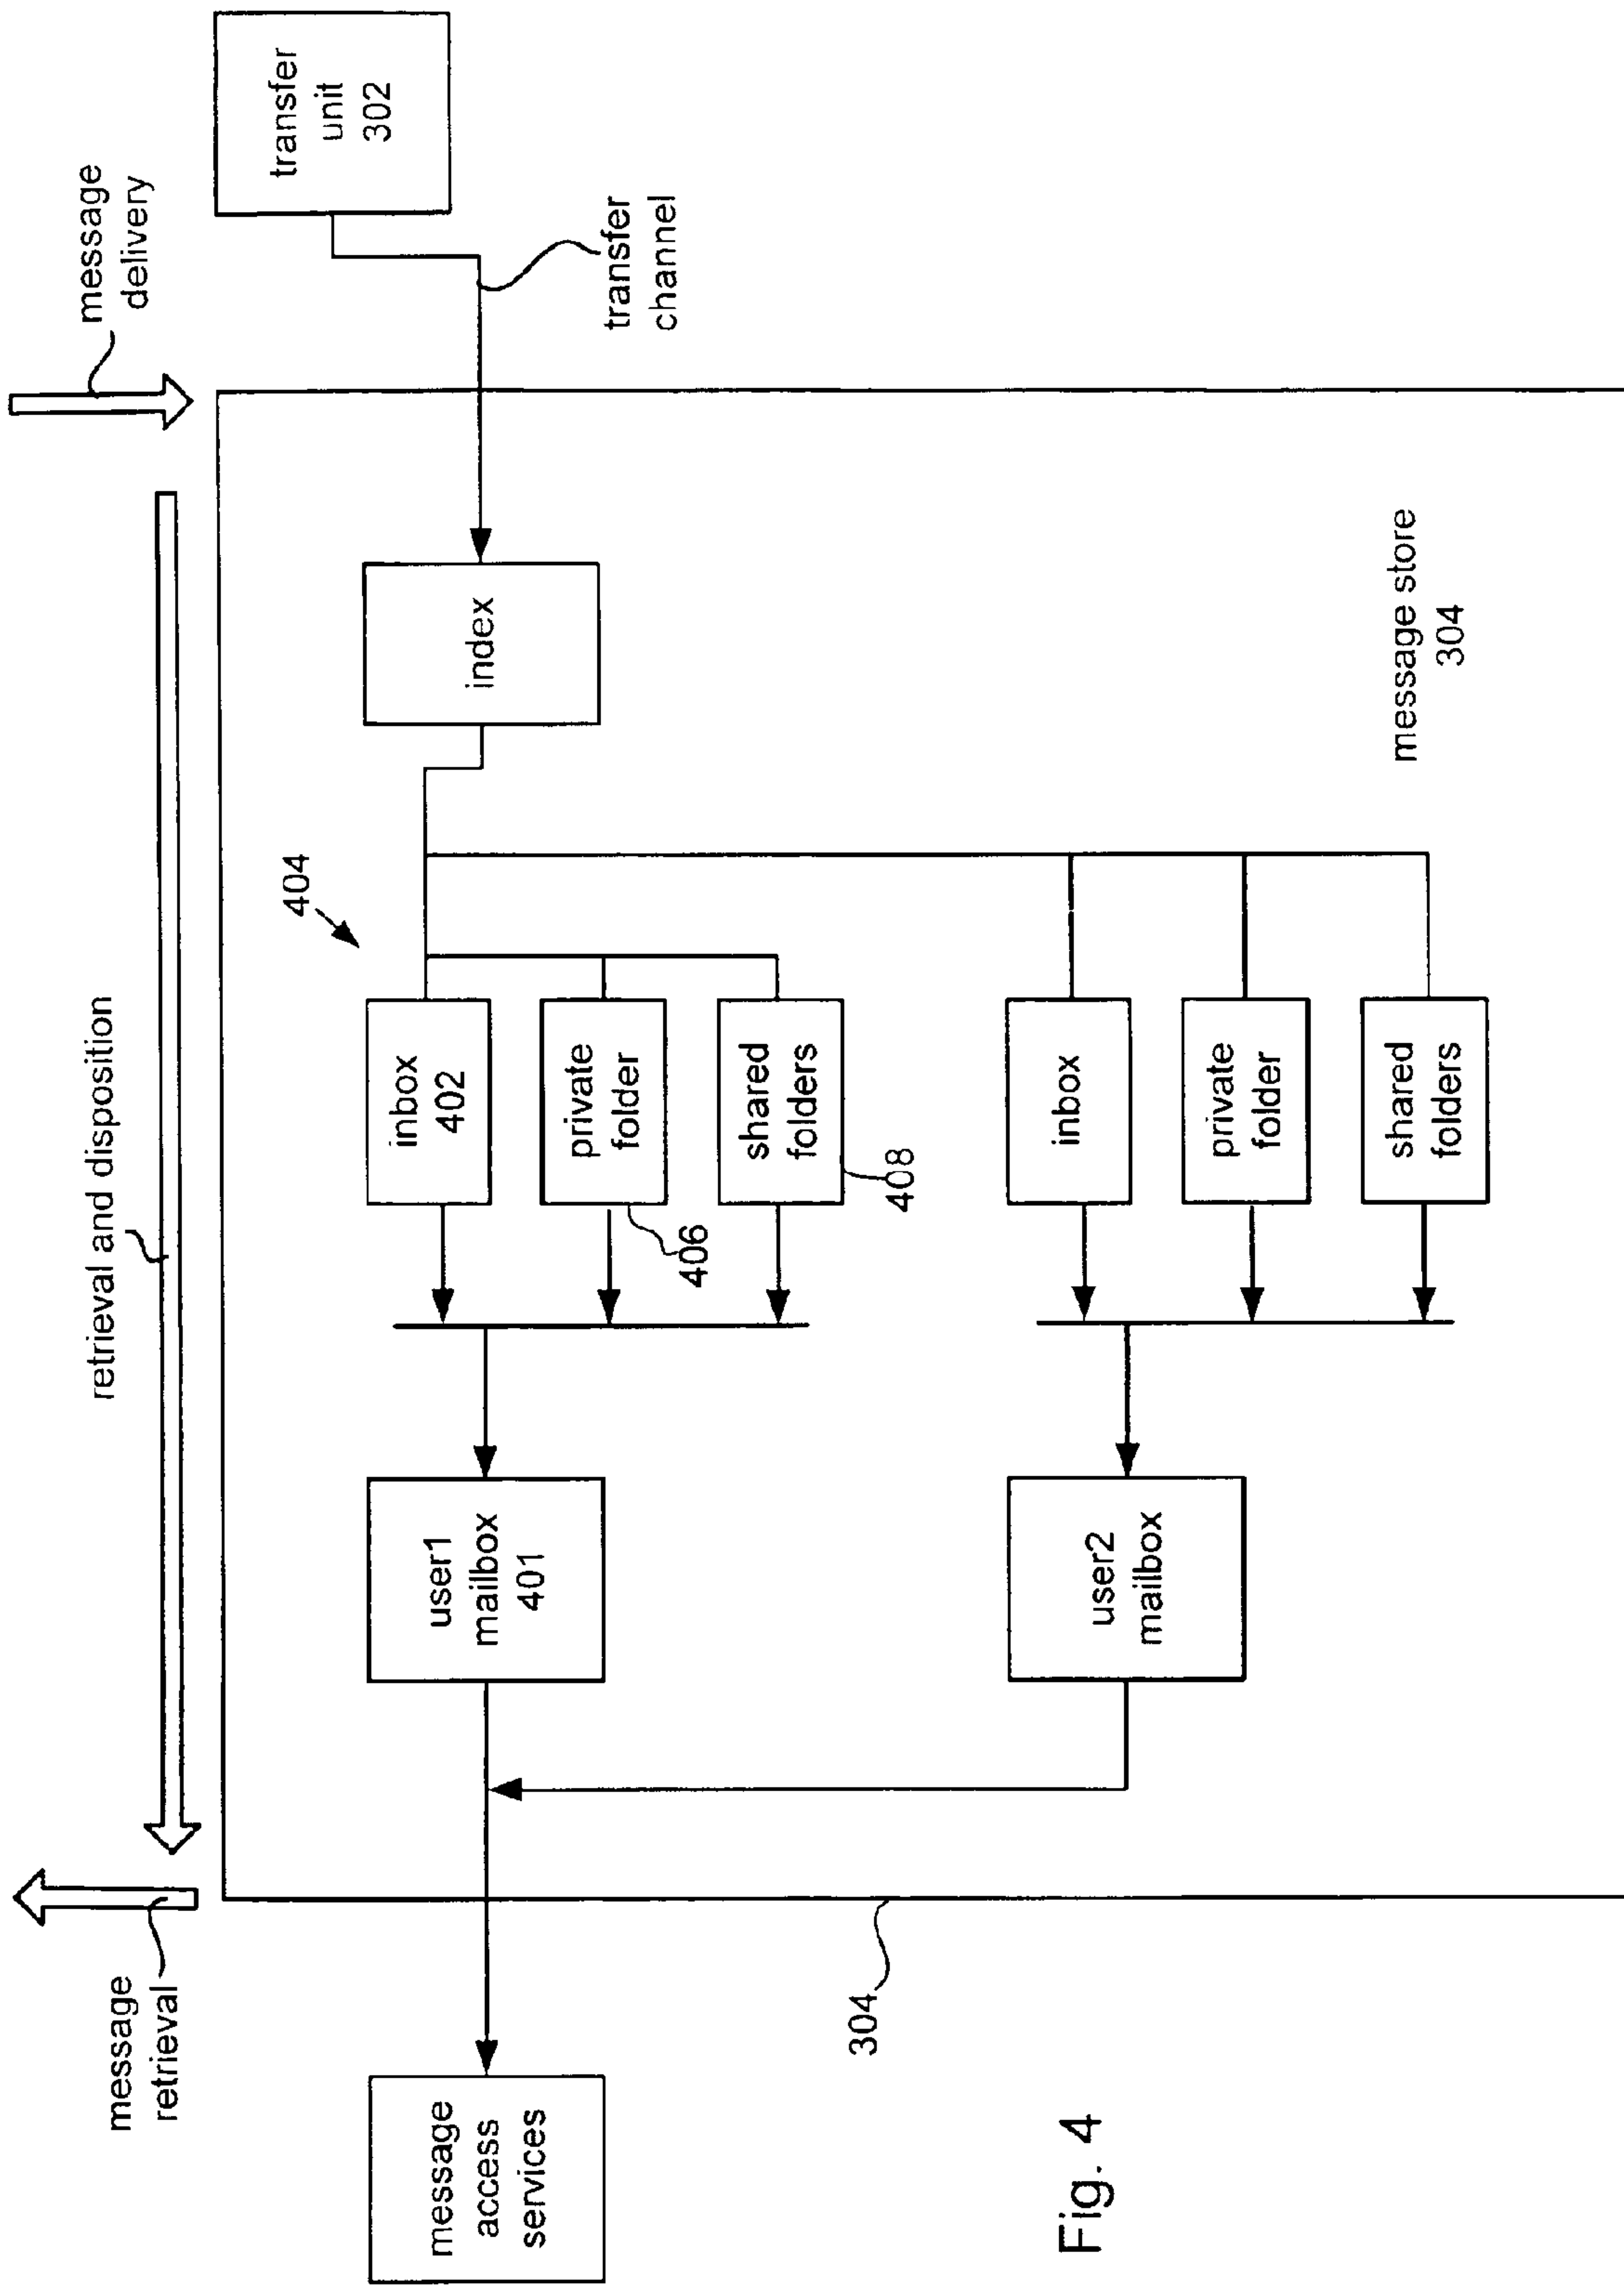 message
retrieval
retrieval and disposition
message
delivery
message
access
services
user1
mailbox
401
inbox
402
404
index
transfer
unit
302
private
folder
406
shared
folders
408
transfer
channel
304
user2
mailbox
inbox
private
folder
shared
folders
message store
304
Fig. 4